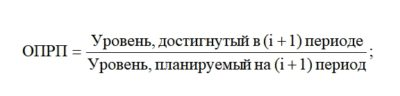 ОПРП = Уровень, достигнутый в (i + 1) периоде
Уровень, планируемый на (i + 1) период ;